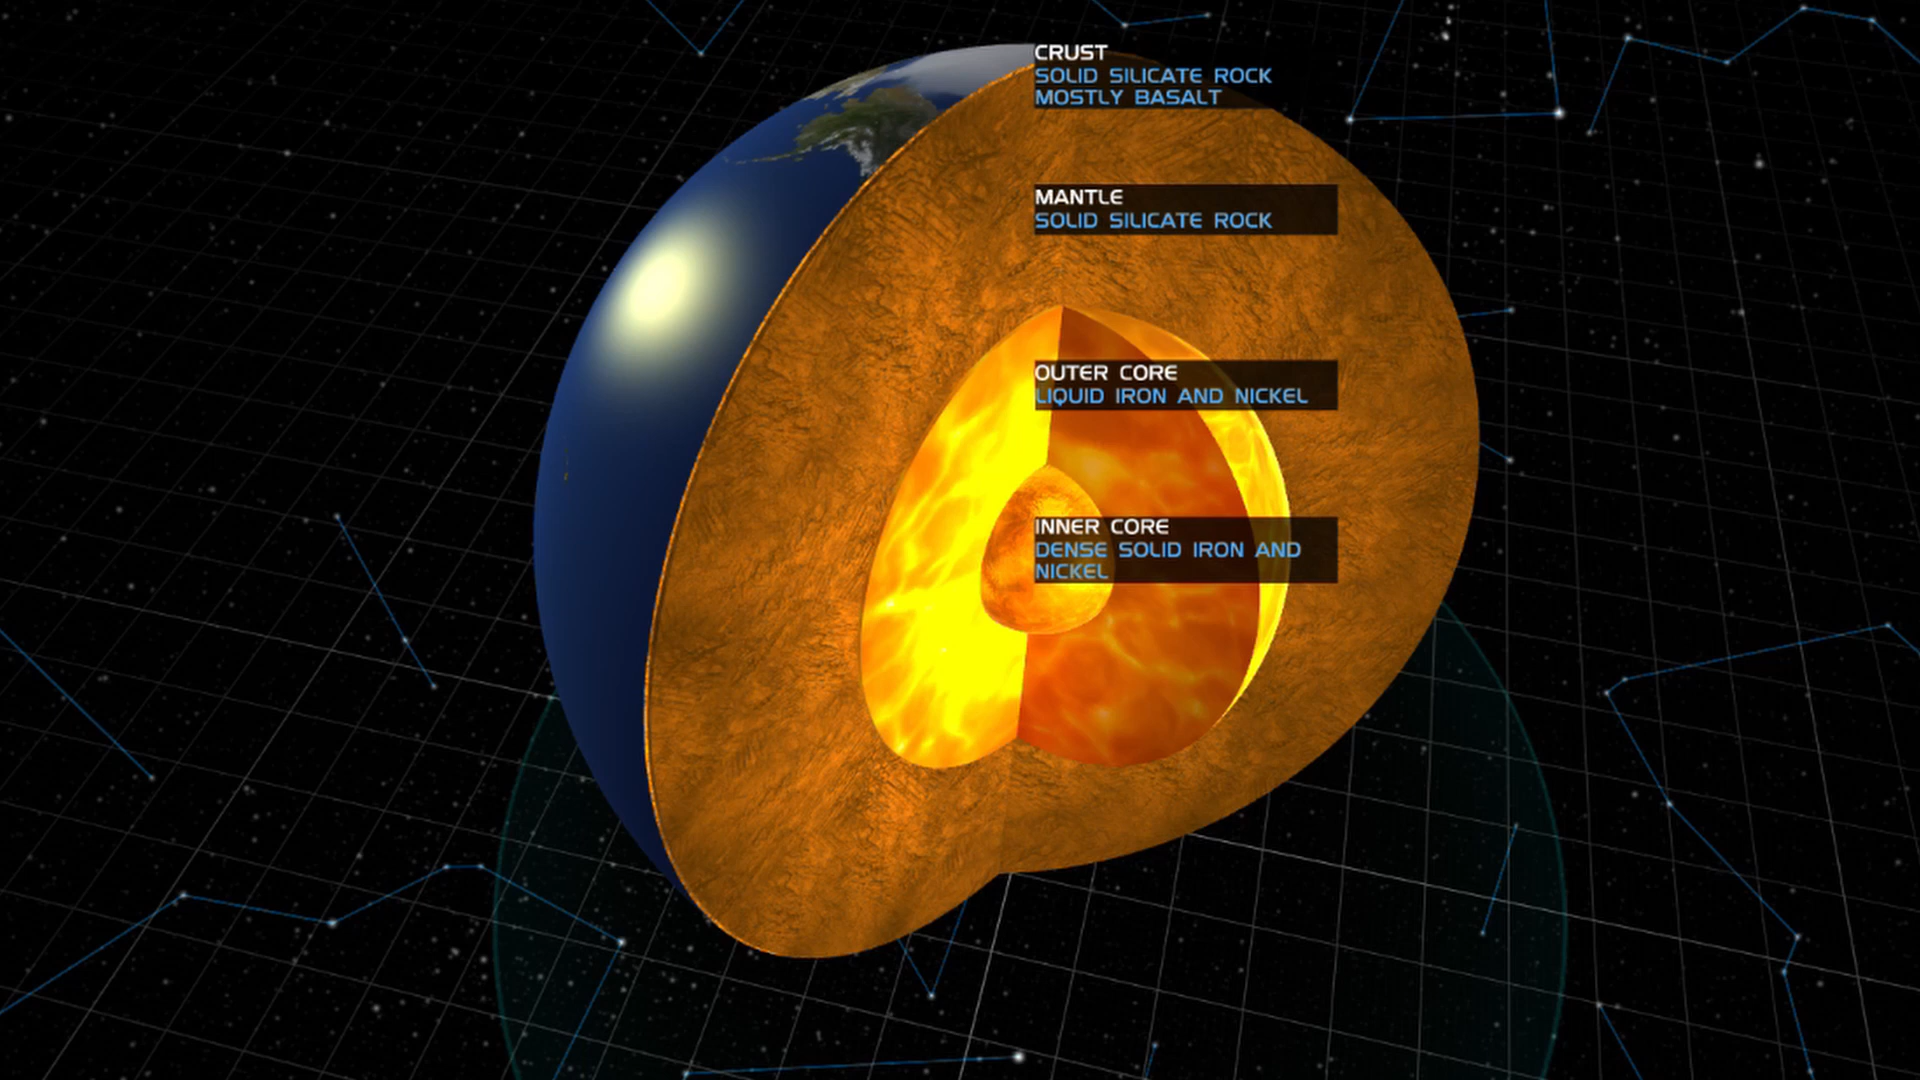 CRUST
SOLID SILICATE ROCK
MOSTLY BASALT
MANTLE
SOLID SILICATE ROCK
OUTER CORE
LIQUID IRON AND NICKEL
INNER CORE
DENSE SOLID IRON AND
NICKEL